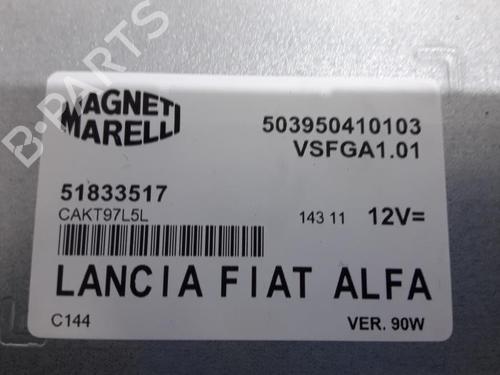 B-PARTS
MAGNETI
MARELLI
503950410103
VSFGA1.01
51833517
CAKT97L5L
143 11 12V=
LANCIA FIAT ALFA
C144 VER. 90W